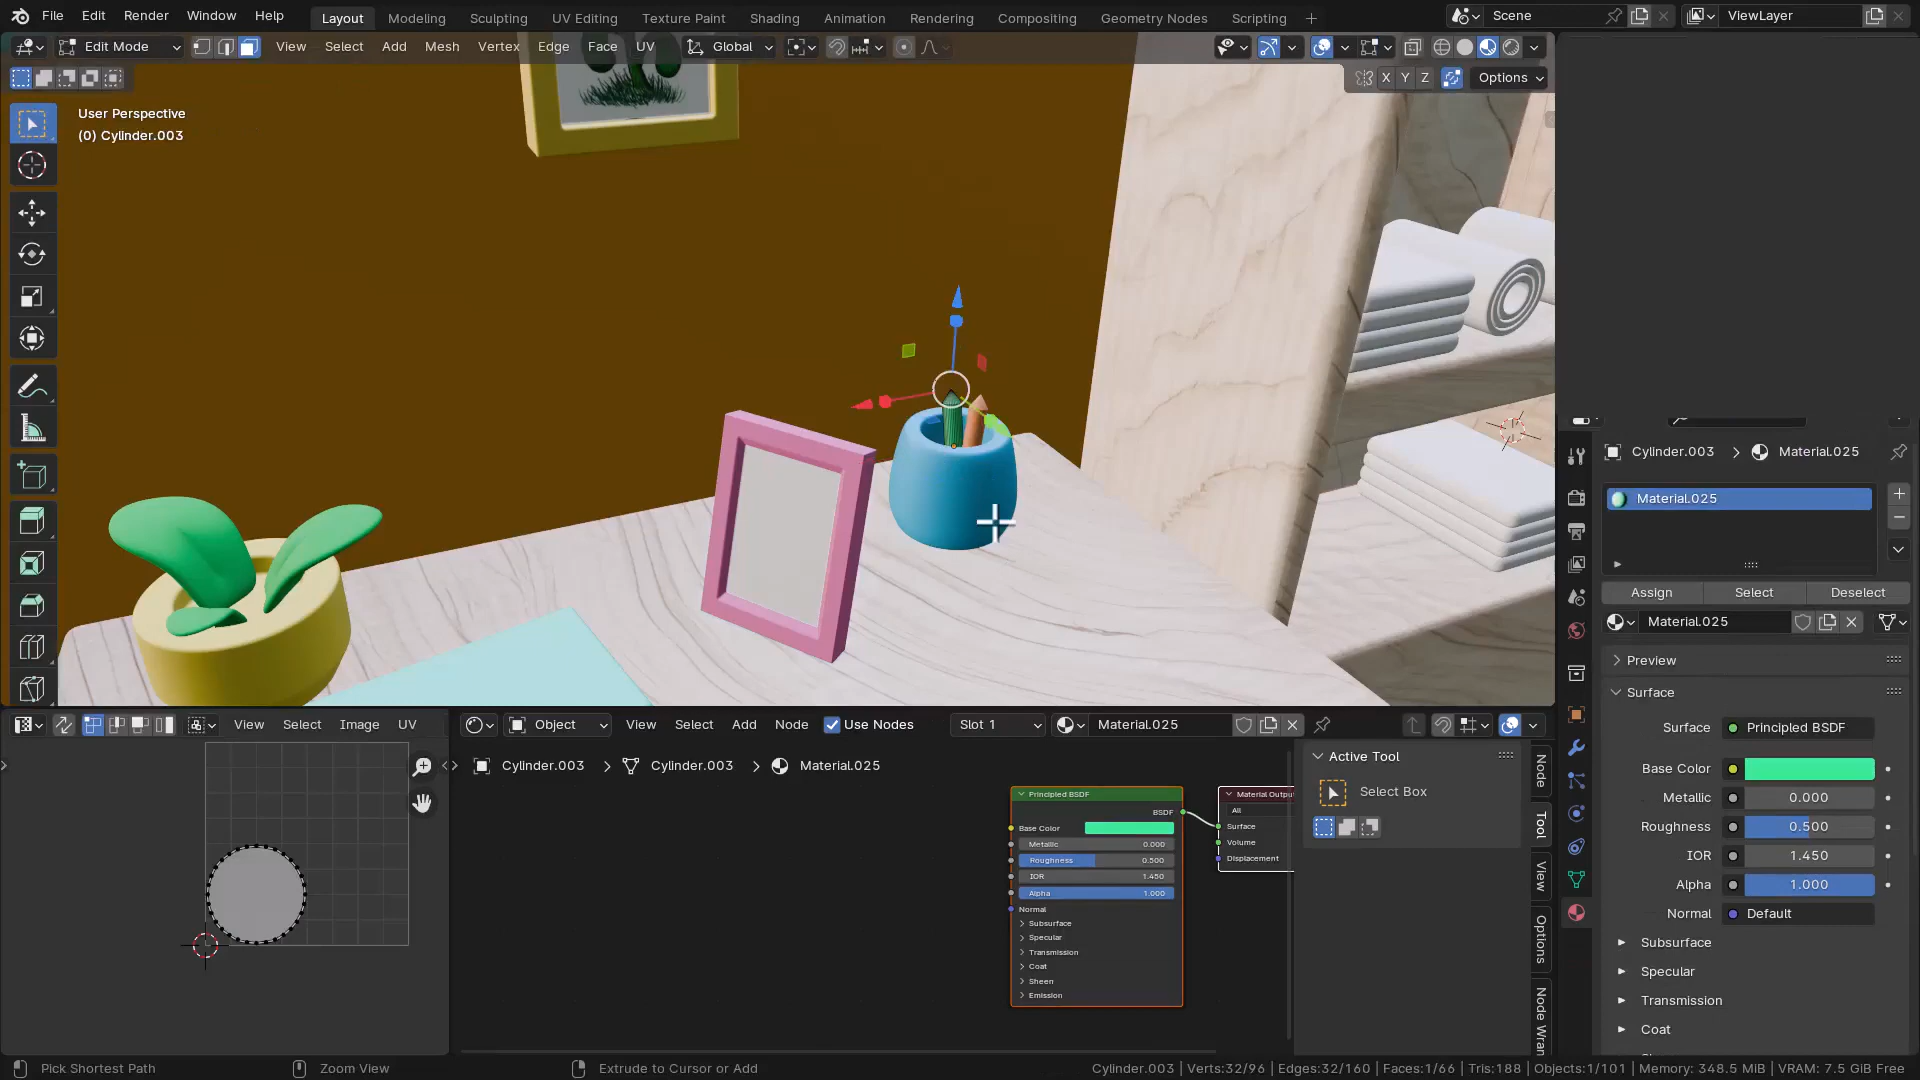 File Edit Render Window Help Layout Modeling Sculpting UV Editing Texture Paint Shading Animation Rendering Compositing Geometry Nodes Scripting + Scene ViewLayer
Edit Mode View Select Add Mesh Vertex Edge Face UV Global
X Y Z Options
User Perspective
(0) Cylinder.003
Cylinder.003 > Material.025
Material.025
Assign Select Deselect
Material.025
Preview
Surface
Surface Principled BSDF
Base Color
Metallic 0.000
Roughness 0.500
IOR 1.450
Alpha 1.000
Normal Default
Subsurface
Specular
Transmission
Coat
View Select Image UV
Object View Select Add Node Use Nodes Slot 1 Material.025
Cylinder.003 > Cylinder.003 > Material.025
Principled BSDF
BSDF
Base Color
Metallic 0.000
Roughness 0.500
IOR 1.450
Alpha 1.000
Normal
Subsurface
Specular
Transmission
Coat
Sheen
Emission
Material Outpu
All
Surface
Volume
Displacement
Active Tool
Select Box
Node
Tool
View
Options
Node Wran
Pick Shortest Path Zoom View Extrude to Cursor or Add Cylinder.003 | Verts:32/96 | Edges:32/160 | Faces:1/66 | Tris:188 | Objects:1/101 | Memory: 348.5 MiB | VRAM: 7.5 GiB Free